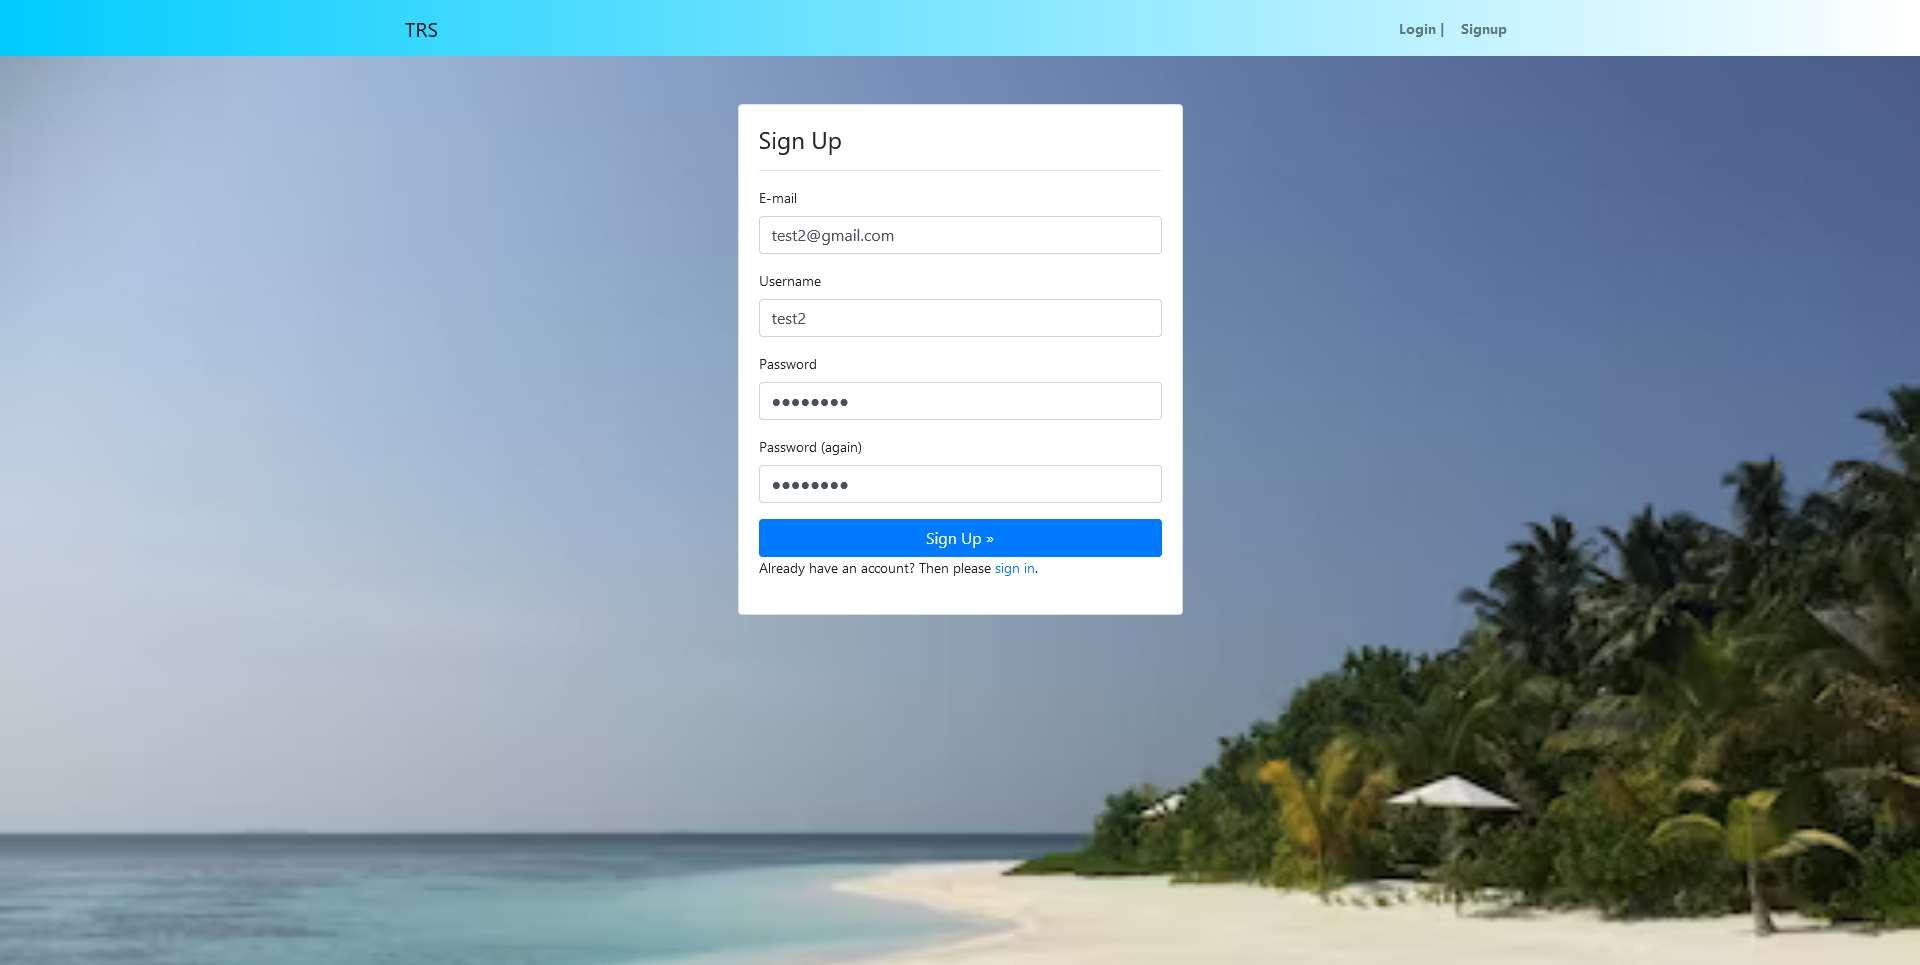 TRS
Login |
Signup
Sign Up
E-mail
test2@gmail.com
Username
test2
Password
●●●●●●●●
Password (again)
●●●●●●●●
Sign Up »
Already have an account? Then please sign in.